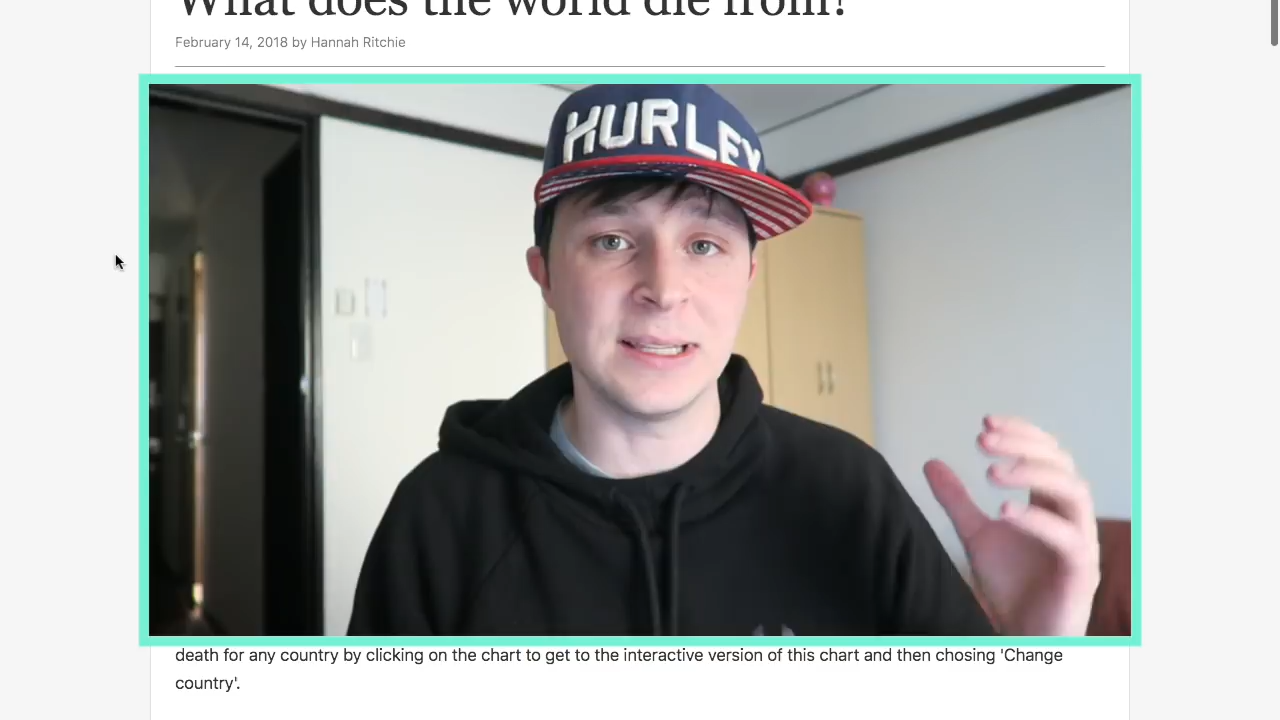 What does the world die from?
February 14, 2018 by Hannah Ritchie
HURLEY
death for any country by clicking on the chart to get to the interactive version of this chart and then chosing 'Change
country'.